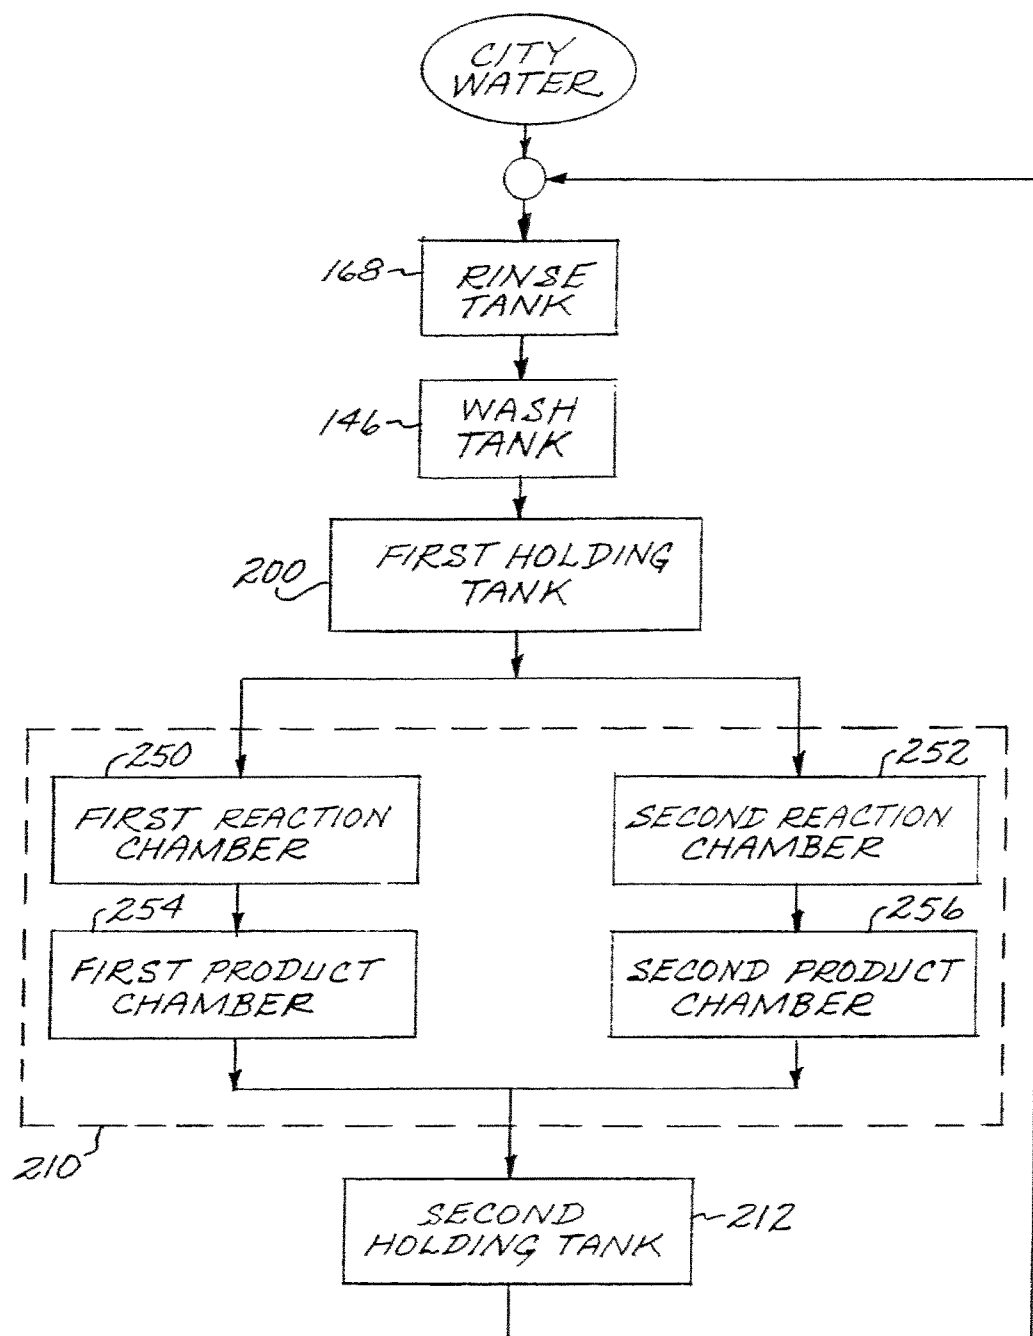 CITY
WATER
168
RINSE
TANK
146
WASH
TANK
200
FIRST HOLDING
TANK
250
252
FIRST REACTION
CHAMBER
SECOND REACTION
CHAMBER
254
256
FIRST PRODUCT
CHAMBER
SECOND PRODUCT
CHAMBER
210
SECOND
HOLDING TANK
212